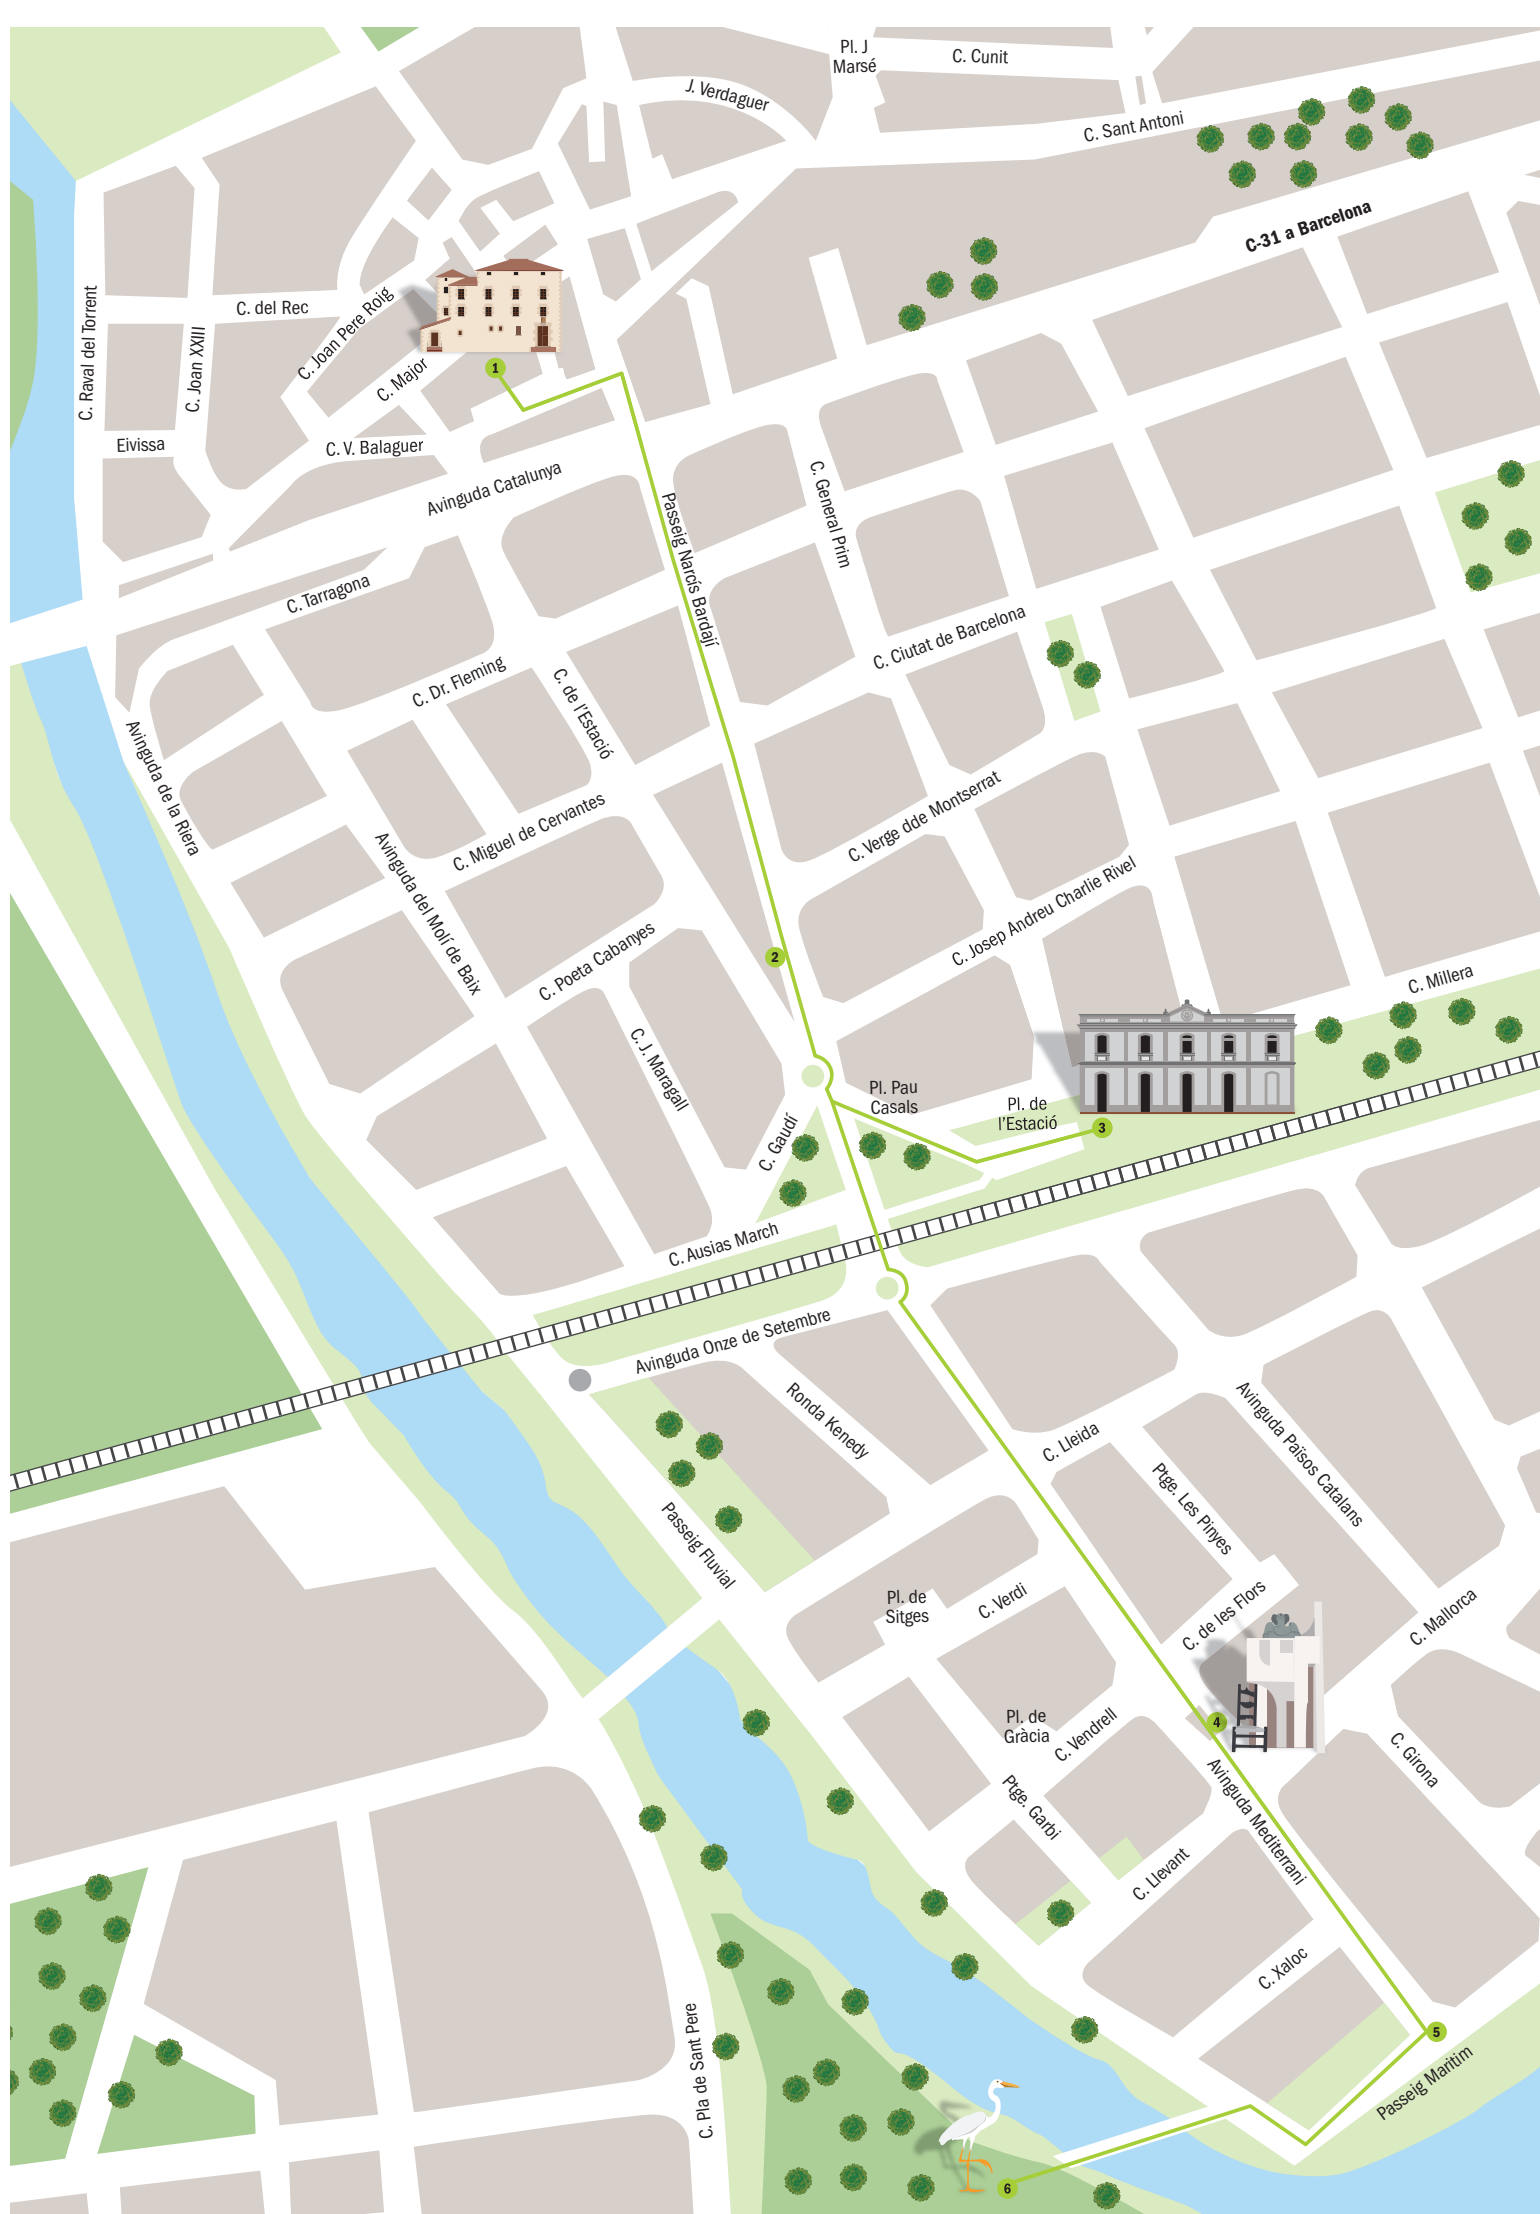 Pl. J
Marsé
C. Cunit
J. Verdaguer
C. Sant Antoni
C-31 a Barcelona
C. Raval del Torrent
C. Joan XXIII
C. del Rec
C. Joan Pere Roig
C. Major
1
Eivissa
C. V. Balaguer
Avinguda Catalunya
C. Tarragona
Passeig Narcís Bardají
C. General Prim
C. Ciutat de Barcelona
C. Dr. Fleming
C. de l'Estació
Avinguda de la Riera
C. Miguel de Cervantes
C. Verge dde Montserrat
Avinguda del Molí de Baix
C. Josep Andreu Charlie Rivel
C. Poeta Cabanyes
2
C. Millera
C. J. Maragall
Pl. Pau
Casals
Pl. de
l'Estació
3
C. Gaudí
C. Ausias March
Avinguda Onze de Setembre
Ronda Kenedy
C. Lleida
Avinguda Països Catalans
Ptge. Les Pinyes
Passeig Fluvial
Pl. de
Sitges
C. Verdi
C. de les Flors
C. Mallorca
Pl. de
Gràcia
C. Vendrell
4
C. Girona
Ptge. Garbi
Avinguda Mediterrani
C. Llevant
C. Xaloc
5
Passeig Maritim
C. Pla de Sant Pere
6